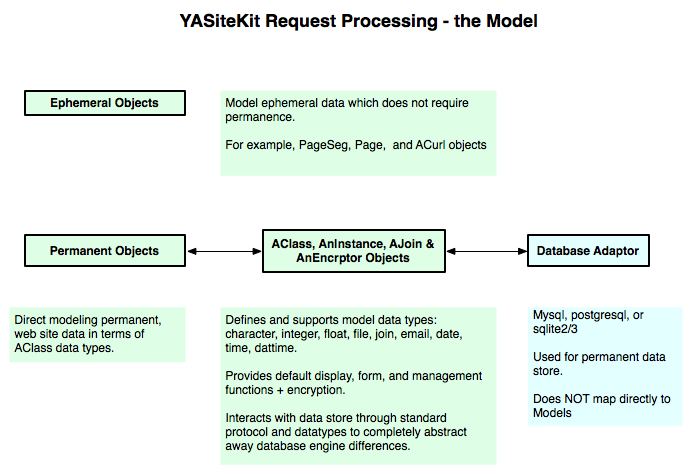 YASiteKit Request Processing - the Model
Ephemeral Objects
Model ephemeral data which does not require
permanence.
For example, PageSeg, Page, and ACurl objects
Permanent Objects
AClass, AnInstance, AJoin &
AnEncrptor Objects
Database Adaptor
Direct modeling permanent,
web site data in terms of
AClass data types.
Defines and supports model data types:
character, integer, float, file, join, email, date,
time, dattime.
Provides default display, form, and management
functions + encryption.
Interacts with data store through standard
protocol and datatypes to completely abstract
away database engine differences.
Mysql, postgresql, or
sqlite2/3
Used for permanent data
store.
Does NOT map directly to
Models